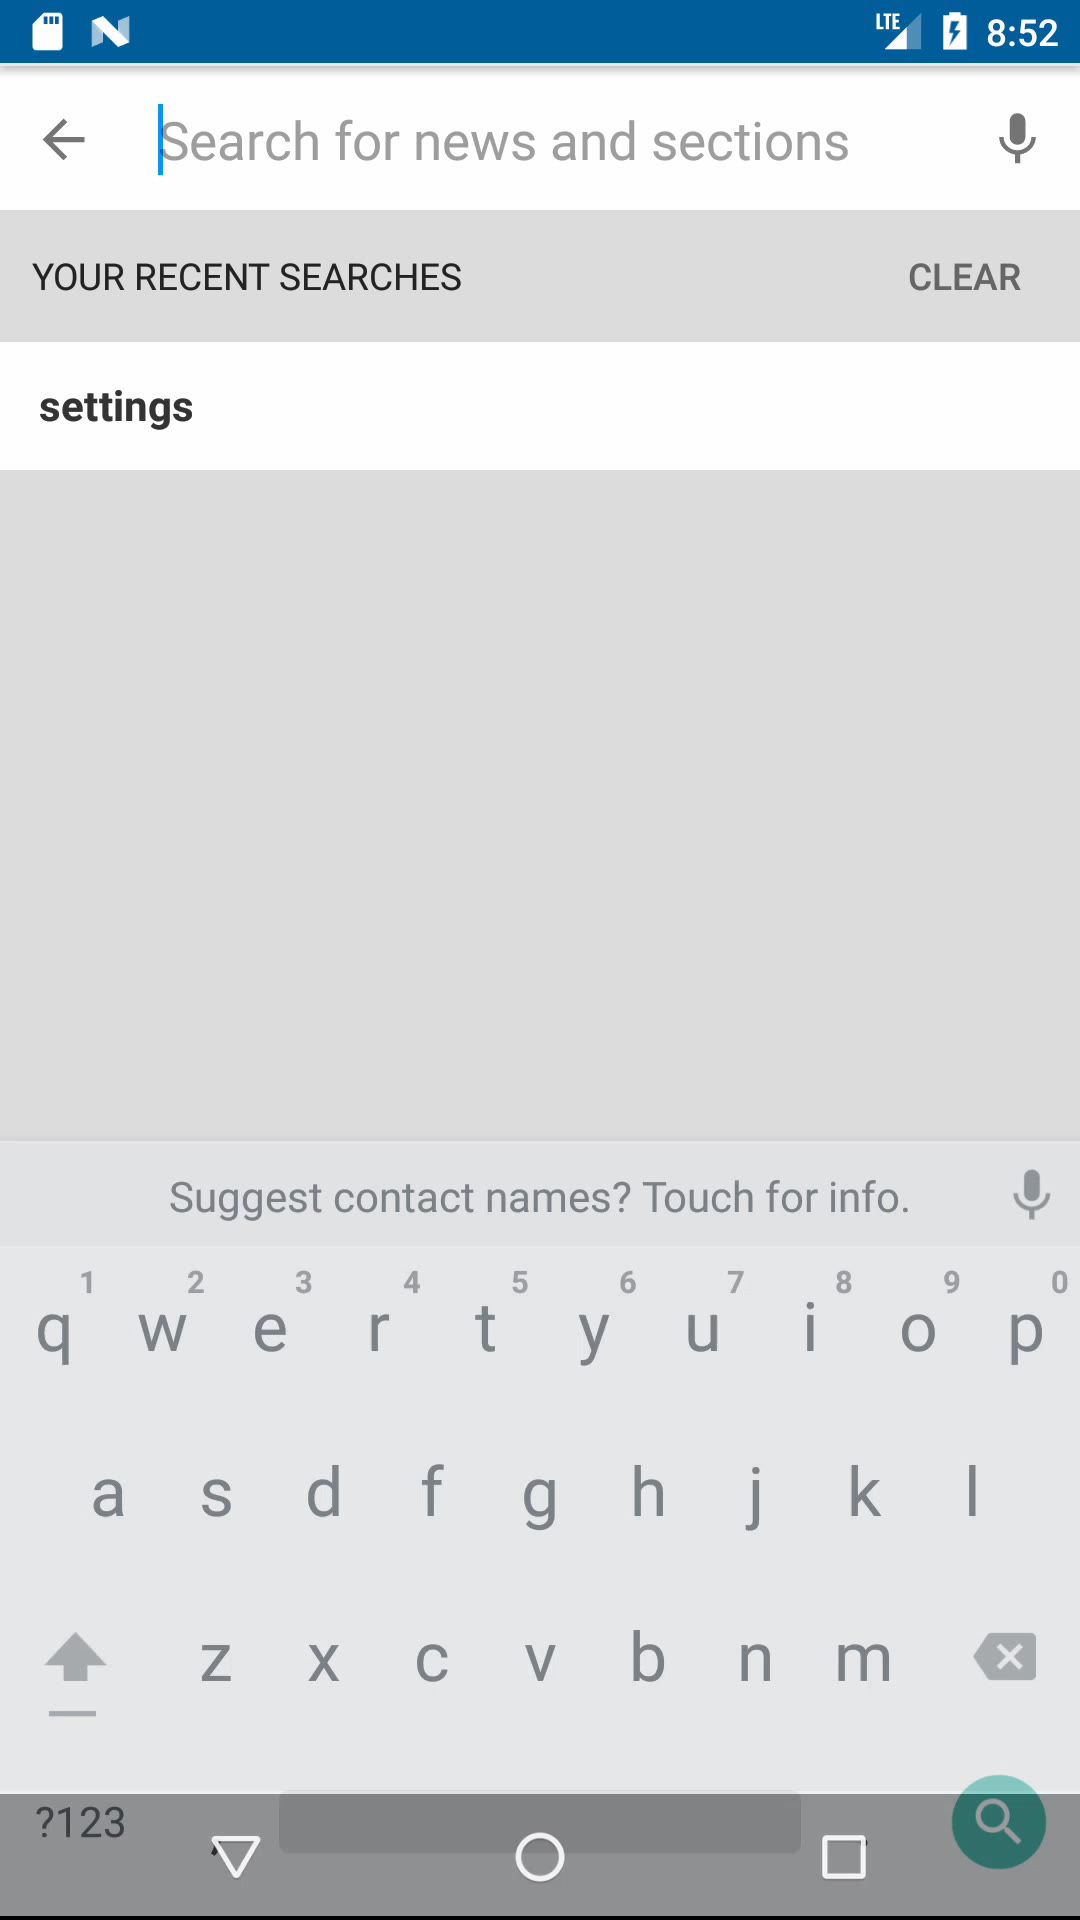 LTE 8:52
Search for news and sections
YOUR RECENT SEARCHES CLEAR
settings
Suggest contact names? Touch for info.
1 2 3 4 5 6 7 8 9 0
q w e r t y u i o p
a s d f g h j k l
z x c v b n m
?123